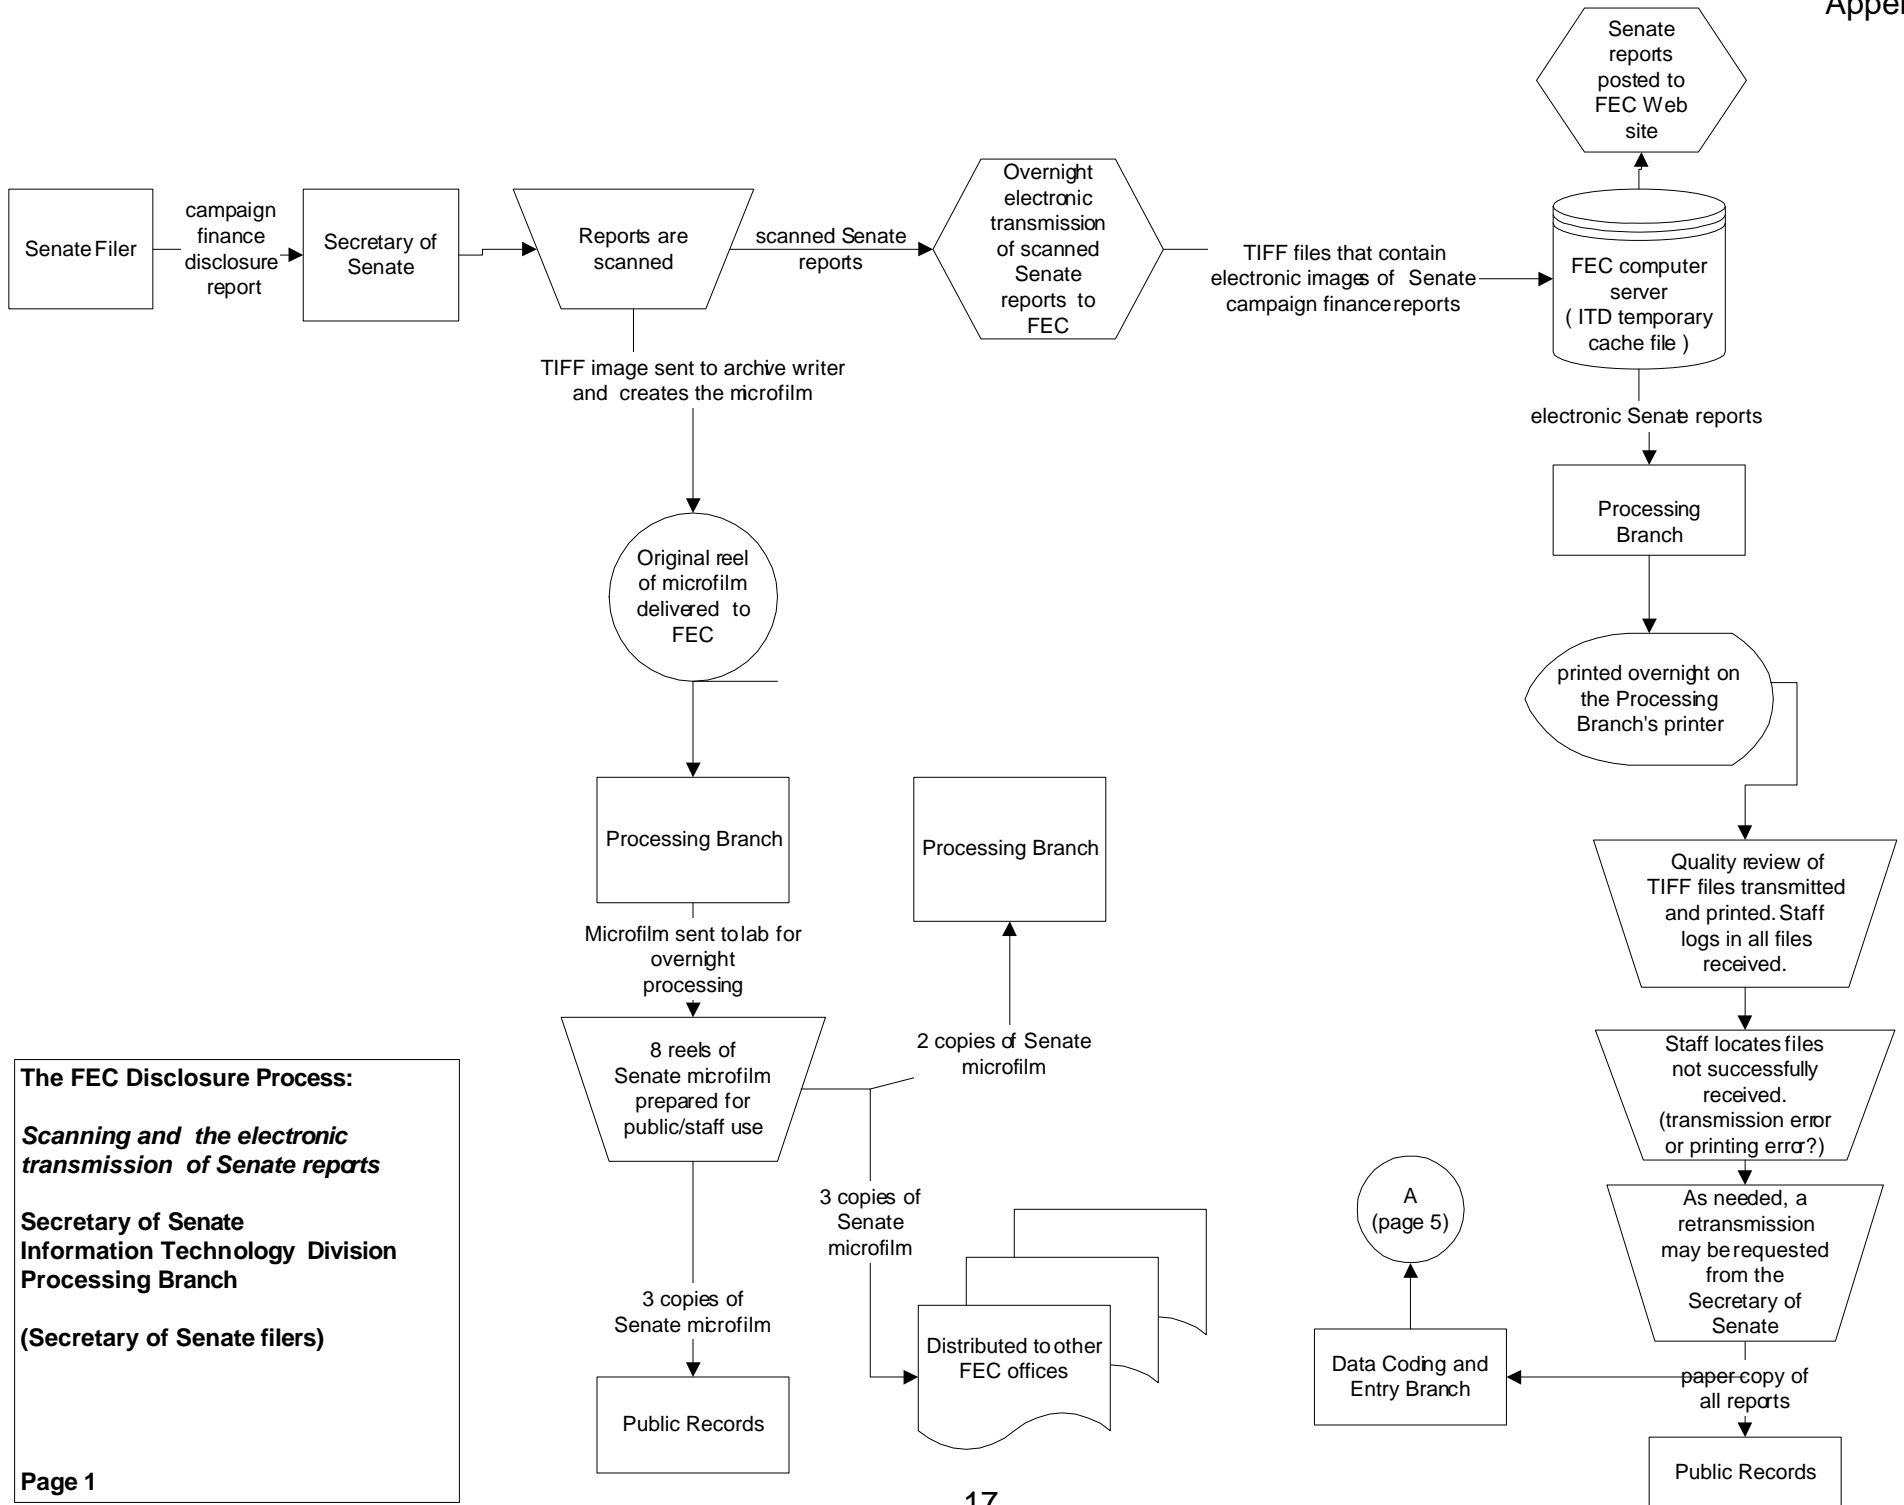 Appen
Senate
reports
posted to
FEC Web
site
Senate Filer
campaign
finance
disclosure
report
Secretary of
Senate
Reports are
scanned
scanned Senate
reports
Overnight
electronic
transmission
of scanned
Senate
reports to
FEC
TIFF files that contain
electronic images of Senate
campaign finance reports
FEC computer
server
( ITD temporary
cache file )
TIFF image sent to archive writer
and creates the microfilm
electronic Senate reports
Processing
Branch
Original reel
of microfilm
delivered to
FEC
printed overnight on
the Processing
Branch's printer
Processing Branch
Processing Branch
Quality review of
TIFF files transmitted
and printed. Staff
logs in all files
received.
Microfilm sent to lab for
overnight
processing
8 reels of
Senate microfilm
prepared for
public/staff use
2 copies of Senate
microfilm
Staff locates files
not successfully
received.
(transmission error
or printing error?)
3 copies of
Senate
microfilm
A
(page 5)
As needed, a
retransmission
may be requested
from the
Secretary of
Senate
3 copies of
Senate microfilm
Distributed to other
FEC offices
Data Coding and
Entry Branch
paper copy of
all reports
Public Records
Public Records
The FEC Disclosure Process:
Scanning and the electronic
transmission of Senate reports
Secretary of Senate
Information Technology Division
Processing Branch
(Secretary of Senate filers)
Page 1
17